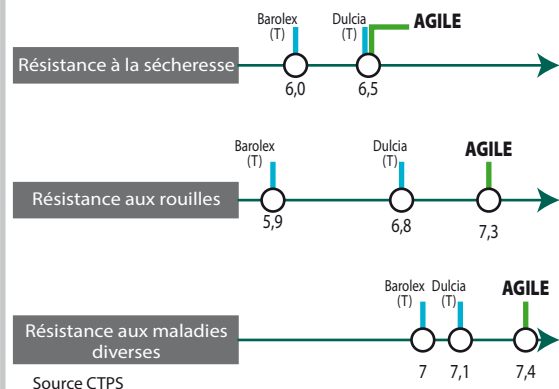 Barolex
(T)
Dulcia
(T)
AGILE
Résistance à la sécheresse
6,0
6,5
Barolex
(T)
Dulcia
(T)
AGILE
Résistance aux rouilles
5,9
6,8
7,3
Barolex
(T)
Dulcia
(T)
AGILE
Résistance aux maladies
diverses
7
7,1
7,4
Source CTPS